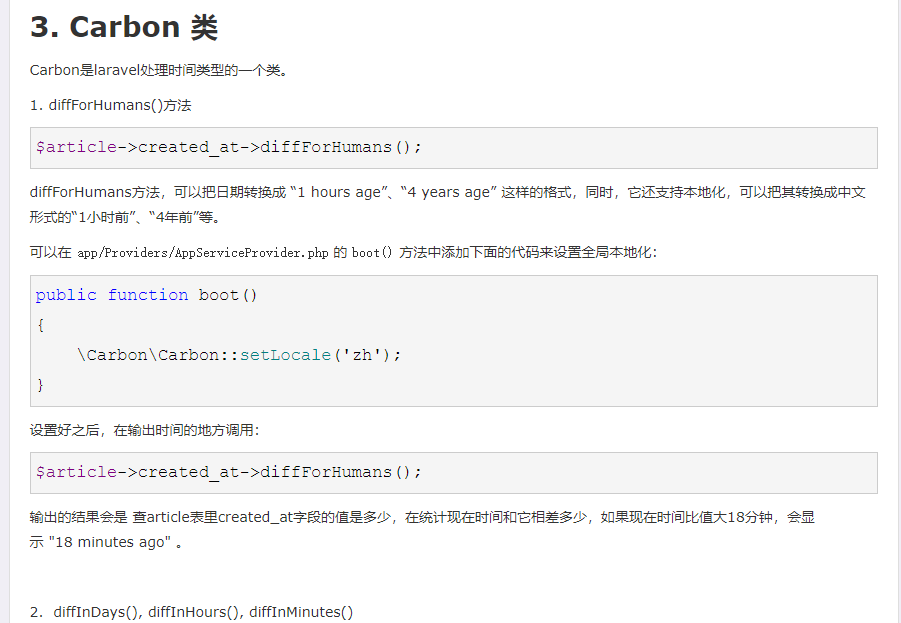 3. Carbon 类
Carbon是laravel处理时间类型的一个类。
1. diffForHumans()方法
$article->created_at->diffForHumans();
diffForHumans方法，可以把日期转换成 “1 hours age”、“4 years age” 这样的格式，同时，它还支持本地化，可以把其转换成中文
形式的“1小时前”、“4年前”等。
可以在 app/Providers/AppServiceProvider.php 的 boot() 方法中添加下面的代码来设置全局本地化：
public function boot()
{
    \Carbon\Carbon::setLocale('zh');
}
设置好之后，在输出时间的地方调用：
$article->created_at->diffForHumans();
输出的结果会是 查article表里created_at字段的值是多少，在统计现在时间和它相差多少，如果现在时间比值大18分钟，会显
示 "18 minutes ago" 。
2.  diffInDays(), diffInHours(), diffInMinutes()